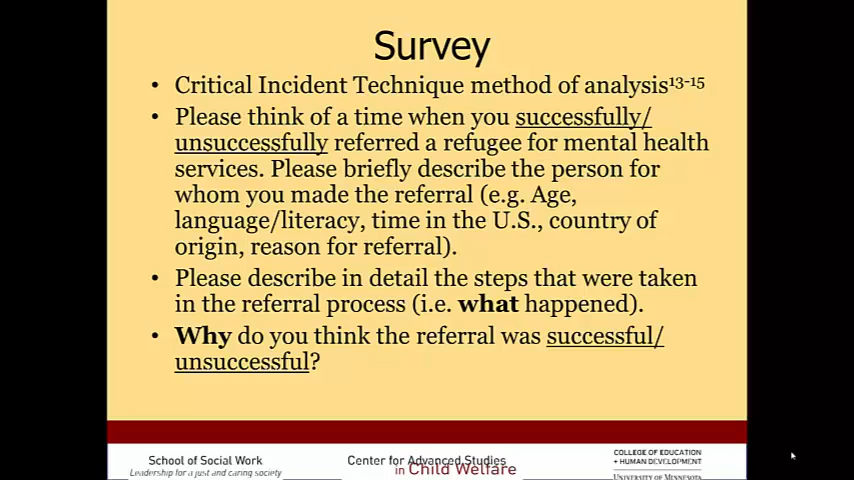 Survey
• Critical Incident Technique method of analysis13-15
• Please think of a time when you successfully/
unsuccessfully referred a refugee for mental health
services. Please briefly describe the person for
whom you made the referral (e.g. Age,
language/literacy, time in the U.S., country of
origin, reason for referral).
• Please describe in detail the steps that were taken
in the referral process (i.e. what happened).
• Why do you think the referral was successful/
unsuccessful?
School of Social Work
Leadership for a just and caring society
Center for Advanced Studies
in Child Welfare
COLLEGE OF EDUCATION
+ HUMAN DEVELOPMENT
UNIVERSITY OF MINNESOTA